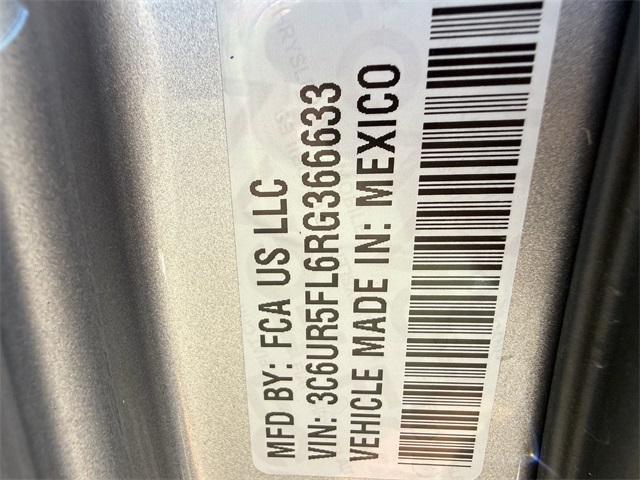 MFD BY: FCA US LLC
VIN: 3C6UR5FL6RG366633
VEHICLE MADE IN: MEXICO